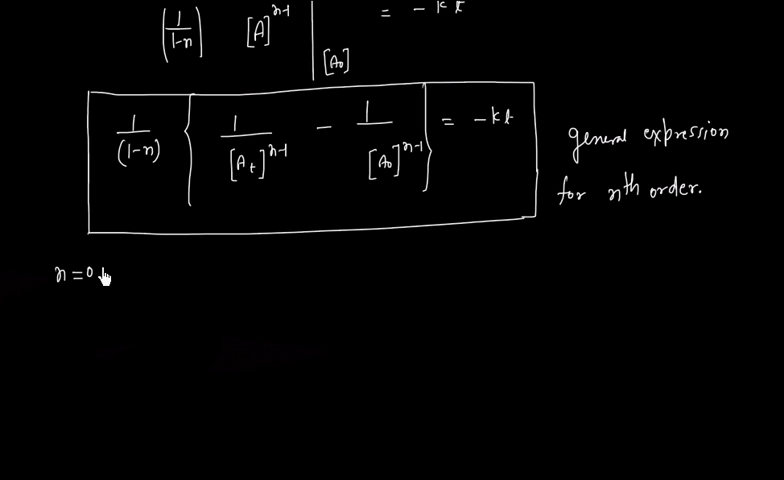 (1/1-n) [A]^n-1 |[A0] = - k t
1/(1-n) { 1/[At]^n-1 - 1/[A0]^n-1 } = - kt
general expression
for nth order.
n = 0